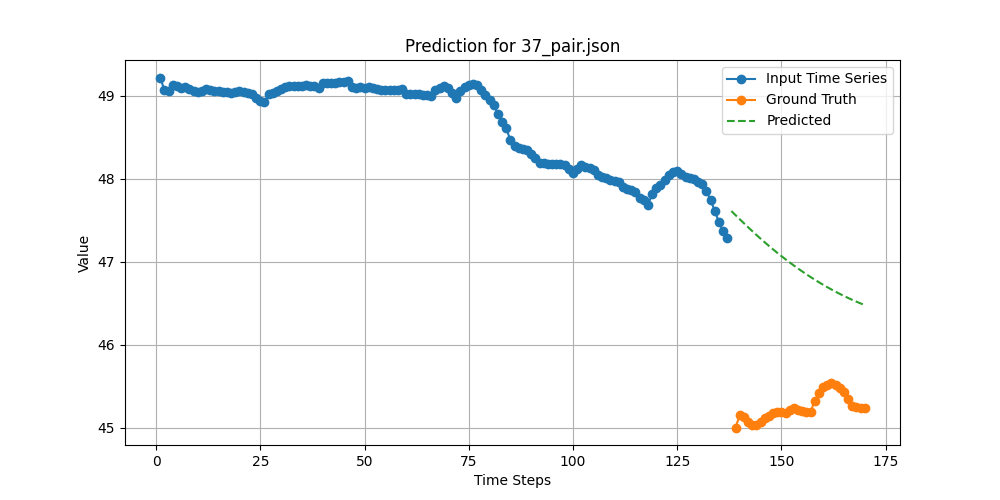 Prediction for 37_pair.json
Input Time Series
Ground Truth
Predicted
49
48
47
46
45
Value
0 25 50 75 100 125 150 175
Time Steps